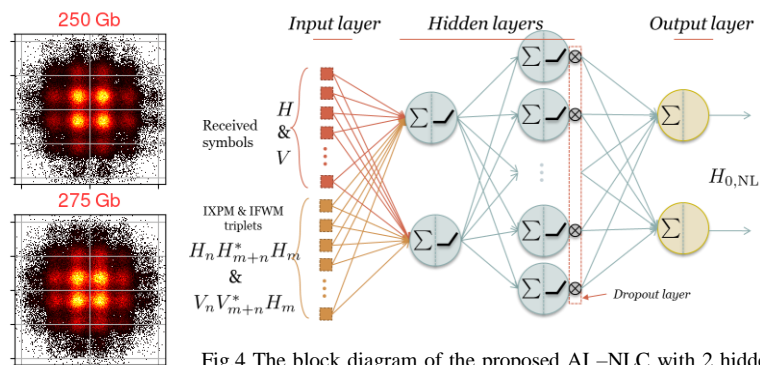 250 Gb
275 Gb
Input layer
Hidden layers
Output layer
Received
symbols
H
&
V
IXPM & IFWM
triplets
HₙH*ₘ₊ₙHₘ
&
VₙV*ₘ₊ₙHₘ
∑
∑
∑
∑
∑
∑
∑
∑
Dropout layer
H₀,NL
Fig 4 The block diagram of the proposed AI –NLC with 2 hidde